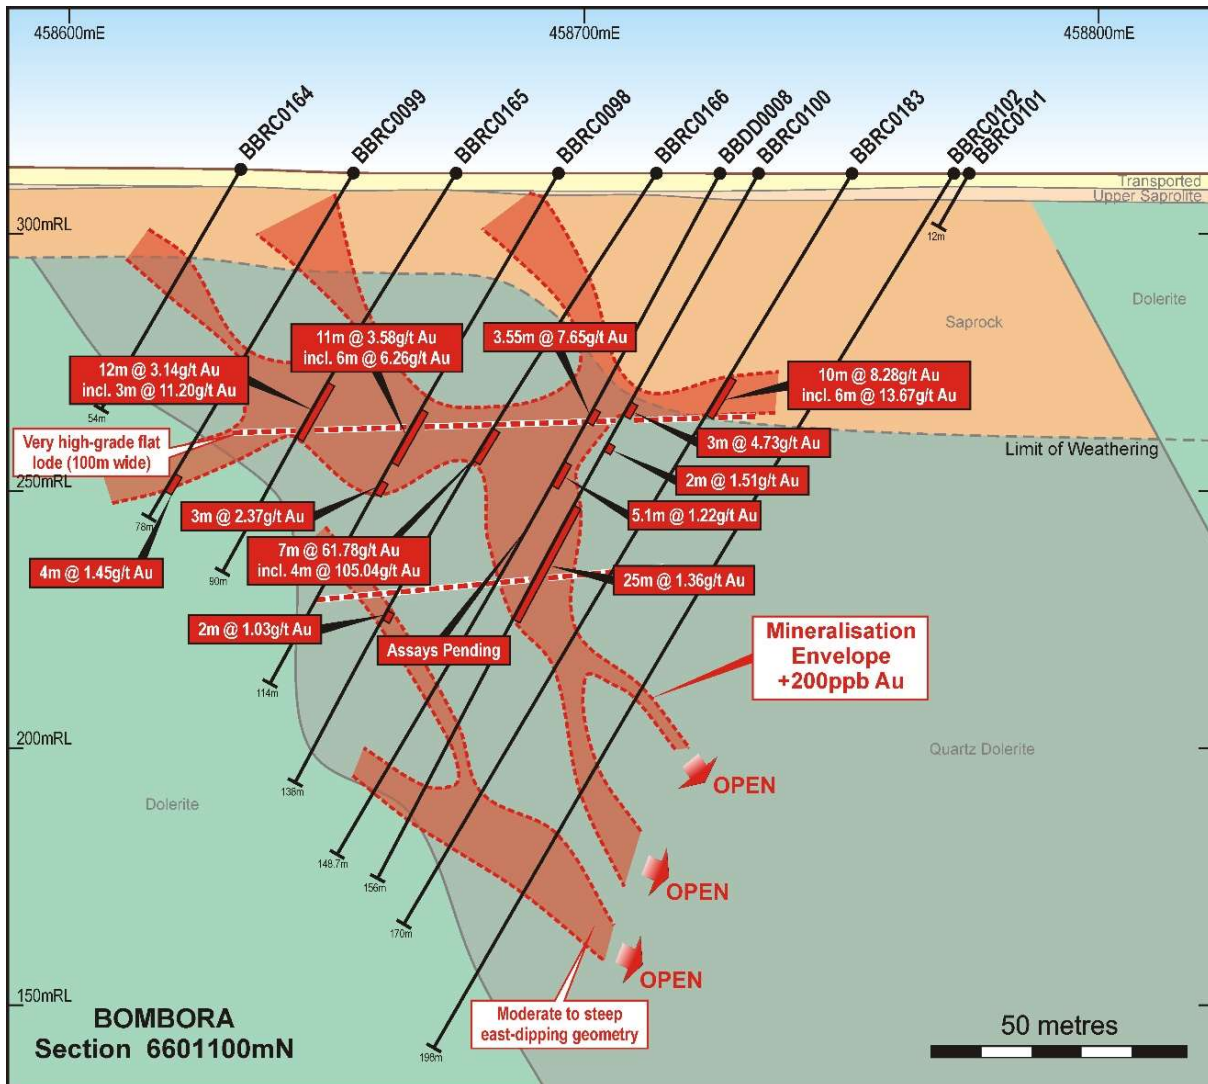 458600mE
458700mE
458800mE
BBRC0164
BBRC0099
BBRC0165
BBRC0098
BBRC0166
BBDD0008
BBRC0100
BBRC0183
BBRC0102
BBRC0101
Transported
Upper Saprolite
300mRL
12m
Dolerite
Saprock
11m @ 3.58g/t Au
incl. 6m @ 6.26g/t Au
3.55m @ 7.65g/t Au
12m @ 3.14g/t Au
incl. 3m @ 11.20g/t Au
10m @ 8.28g/t Au
incl. 6m @ 13.67g/t Au
54m
Very high-grade flat
lode (100m wide)
3m @ 4.73g/t Au
Limit of Weathering
250mRL
2m @ 1.51g/t Au
3m @ 2.37g/t Au
5.1m @ 1.22g/t Au
78m
7m @ 61.78g/t Au
incl. 4m @ 105.04g/t Au
4m @ 1.45g/t Au
90m
25m @ 1.36g/t Au
2m @ 1.03g/t Au
Assays Pending
Mineralisation
Envelope
+200ppb Au
114m
200mRL
Quartz Dolerite
138m
OPEN
Dolerite
148.7m
156m
OPEN
170m
OPEN
150mRL
Moderate to steep
east-dipping geometry
BOMBORA
Section 6601100mN
198m
50 metres